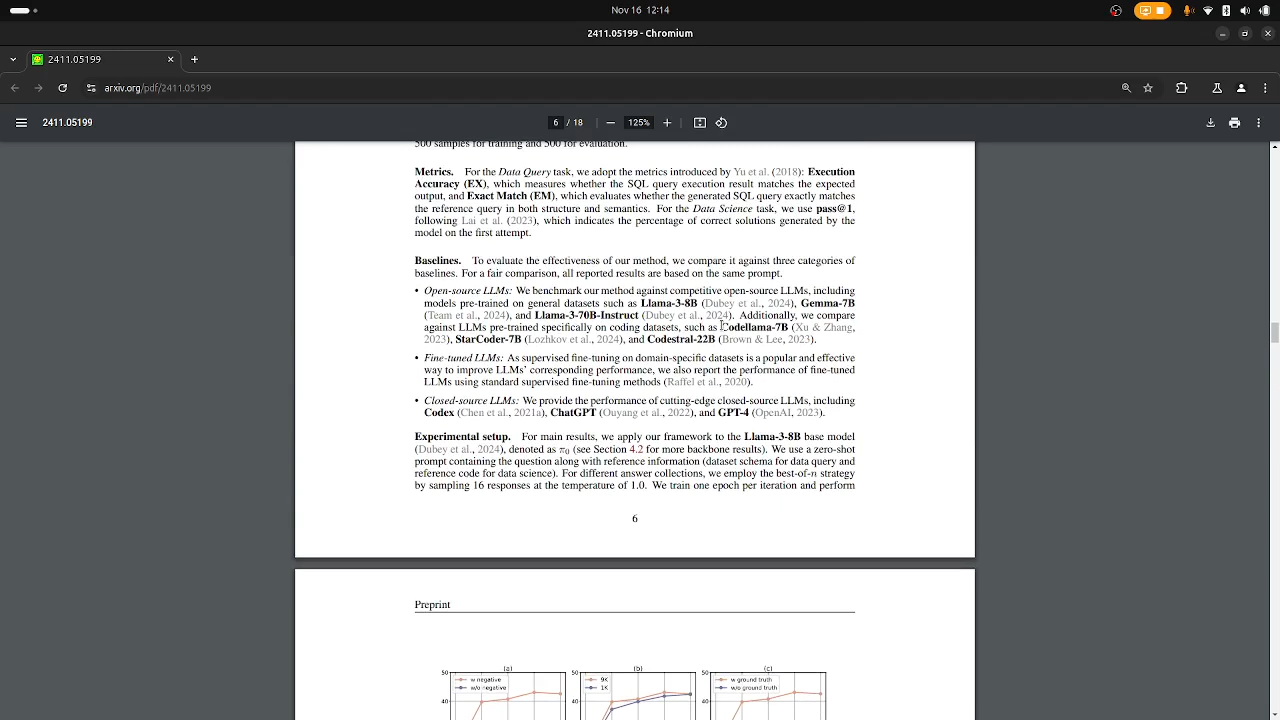 Nov 16 12:14
2411.05199 - Chromium
2411.05199
arxiv.org/pdf/2411.05199
2411.05199
6 / 18
125%
500 samples for training and 500 for evaluation.
Metrics. For the Data Query task, we adopt the metrics introduced by Yu et al. (2018): Execution
Accuracy (EX), which measures whether the SQL query execution result matches the expected
output, and Exact Match (EM), which evaluates whether the generated SQL query exactly matches
the reference query in both structure and semantics. For the Data Science task, we use pass@1,
following Lai et al. (2023), which indicates the percentage of correct solutions generated by the
model on the first attempt.
Baselines. To evaluate the effectiveness of our method, we compare it against three categories of
baselines. For a fair comparison, all reported results are based on the same prompt.
• Open-source LLMs: We benchmark our method against competitive open-source LLMs, including
models pre-trained on general datasets such as Llama-3-8B (Dubey et al., 2024), Gemma-7B
(Team et al., 2024), and Llama-3-70B-Instruct (Dubey et al., 2024). Additionally, we compare
against LLMs pre-trained specifically on coding datasets, such as Codellama-7B (Xu & Zhang,
2023), StarCoder-7B (Lozhkov et al., 2024), and Codestral-22B (Brown & Lee, 2023).
• Fine-tuned LLMs: As supervised fine-tuning on domain-specific datasets is a popular and effective
way to improve LLMs' corresponding performance, we also report the performance of fine-tuned
LLMs using standard supervised fine-tuning methods (Raffel et al., 2020).
• Closed-source LLMs: We provide the performance of cutting-edge closed-source LLMs, including
Codex (Chen et al., 2021a), ChatGPT (Ouyang et al., 2022), and GPT-4 (OpenAI, 2023).
Experimental setup. For main results, we apply our framework to the Llama-3-8B base model
(Dubey et al., 2024), denoted as π0 (see Section 4.2 for more backbone results). We use a zero-shot
prompt containing the question along with reference information (dataset schema for data query and
reference code for data science). For different answer collections, we employ the best-of-n strategy
by sampling 16 responses at the temperature of 1.0. We train one epoch per iteration and perform
6
Preprint
(a) (b) (c)
50 50 50
w negative 9K w ground truth
w/o negative 1K w/o ground truth
40 40 40